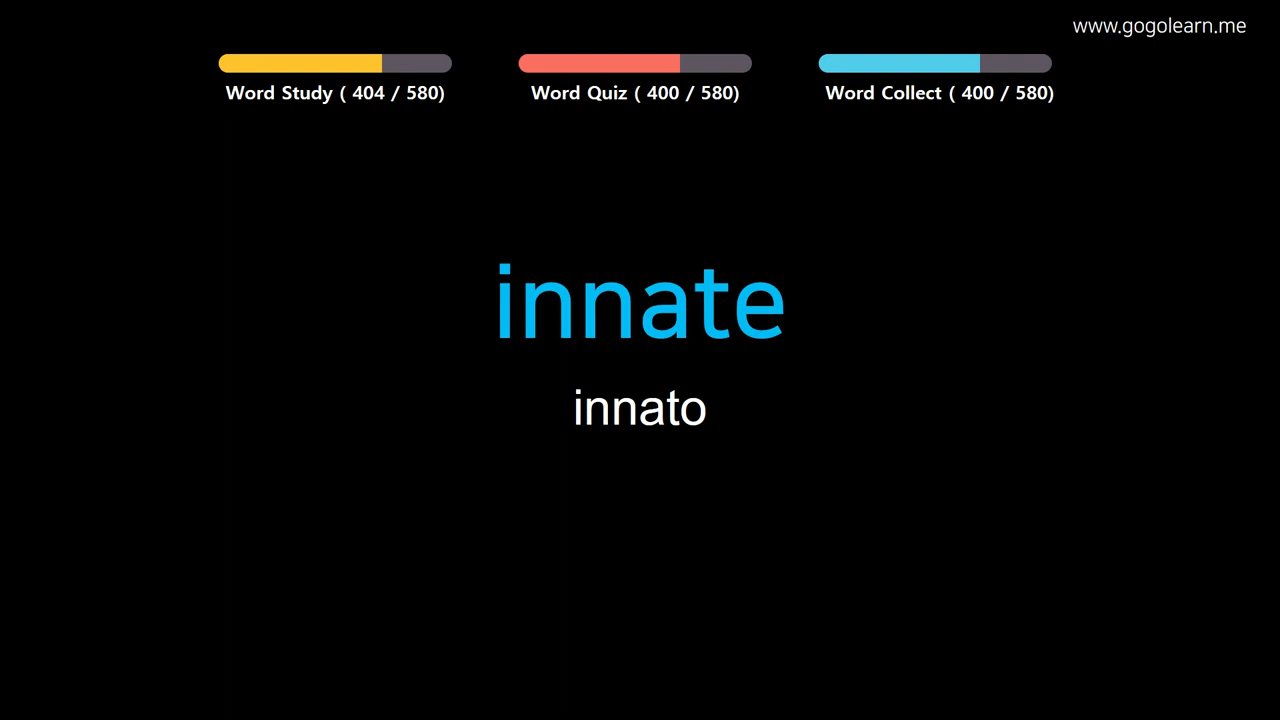 www.gogolearn.me
Word Study ( 404 / 580)
Word Quiz ( 400 / 580)
Word Collect ( 400 / 580)
innate
innato